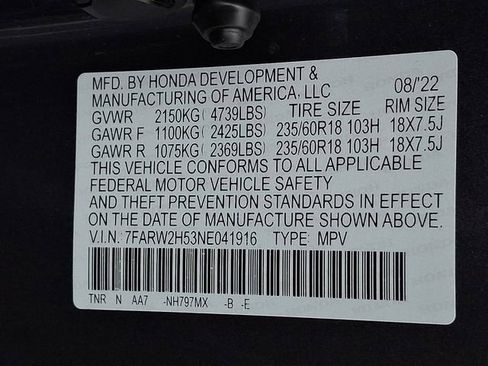 MFD. BY HONDA DEVELOPMENT &
MANUFACTURING OF AMERICA, LLC 08/'22
GVWR 2150KG( 4739LBS) TIRE SIZE RIM SIZE
GAWR F 1100KG( 2425LBS) 235/60R18 103H 18X7.5J
GAWR R 1075KG( 2369LBS) 235/60R18 103H 18X7.5J
THIS VEHICLE CONFORMS TO ALL APPLICABLE
FEDERAL MOTOR VEHICLE SAFETY
AND THEFT PREVENTION STANDARDS IN EFFECT
ON THE DATE OF MANUFACTURE SHOWN ABOVE.
V.I.N.: 7FARW2H53NE041916 TYPE: MPV
TNR N AA7 -NH797MX -B -E